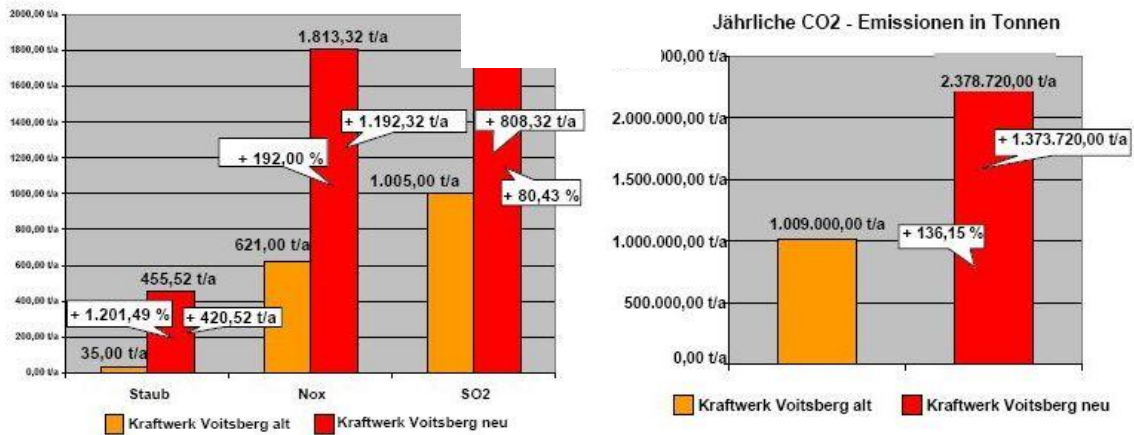 2000,00 t/a
1800,00 t/a
1600,00 t/a
1400,00 t/a
1200,00 t/a
1000,00 t/a
800,00 t/a
600,00 t/a
400,00 t/a
200,00 t/a
0,00 t/a
1.813,32 t/a
+ 1.192,32 t/a
+ 192,00 %
+ 808,32 t/a
1.005,00 t/a
+ 80,43 %
621,00 t/a
455,52 t/a
+ 1.201,49 %
+ 420,52 t/a
35,00 t/a
Staub Nox SO2
Kraftwerk Voitsberg alt Kraftwerk Voitsberg neu
Jährliche CO2 - Emissionen in Tonnen
00,00 t/a
2.000.000,00 t/a
1.500.000,00 t/a
1.000.000,00 t/a
500.000,00 t/a
0,00 t/a
2.378.720,00 t/a
+ 1.373.720,00 t/a
1.009.000,00 t/a
+ 136,15 %
Kraftwerk Voitsberg alt Kraftwerk Voitsberg neu